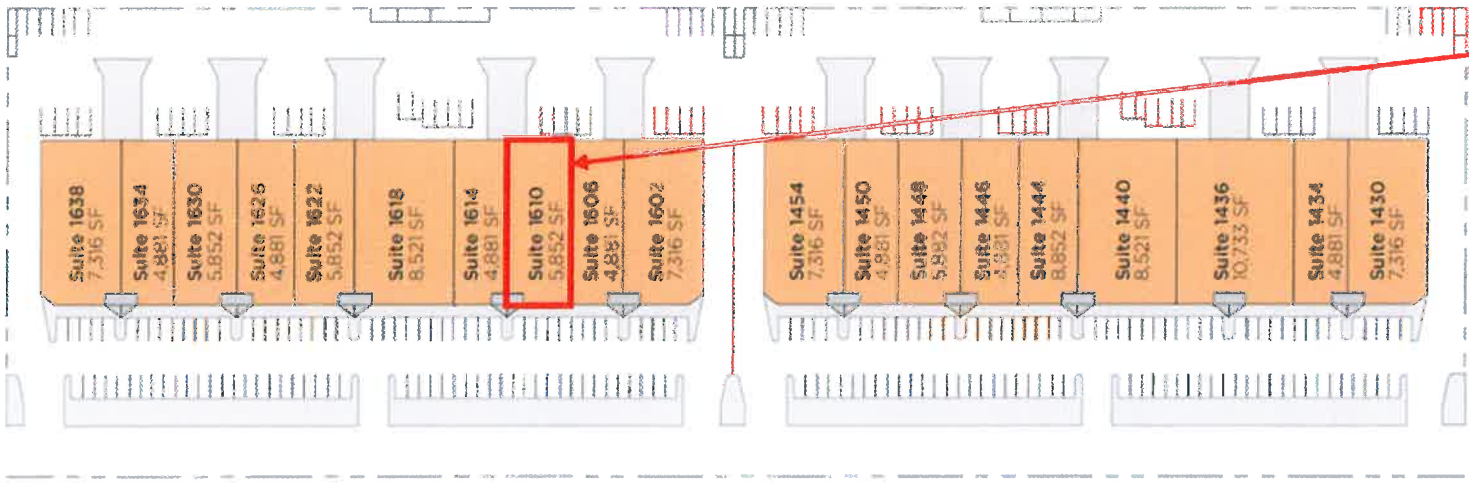 Suite 1638
7,316 SF
Suite 1634
4,881 SF
Suite 1630
5,852 SF
Suite 1626
4,881 SF
Suite 1622
5,852 SF
Suite 1618
8,521 SF
Suite 1614
4,881 SF
Suite 1610
5,852 SF
Suite 1606
4,881 SF
Suite 1602
7,316 SF
Suite 1454
7,316 SF
Suite 1450
4,881 SF
Suite 1448
5,982 SF
Suite 1446
4,881 SF
Suite 1444
8,852 SF
Suite 1440
8,521 SF
Suite 1436
10,733 SF
Suite 1434
4,881 SF
Suite 1430
7,316 SF